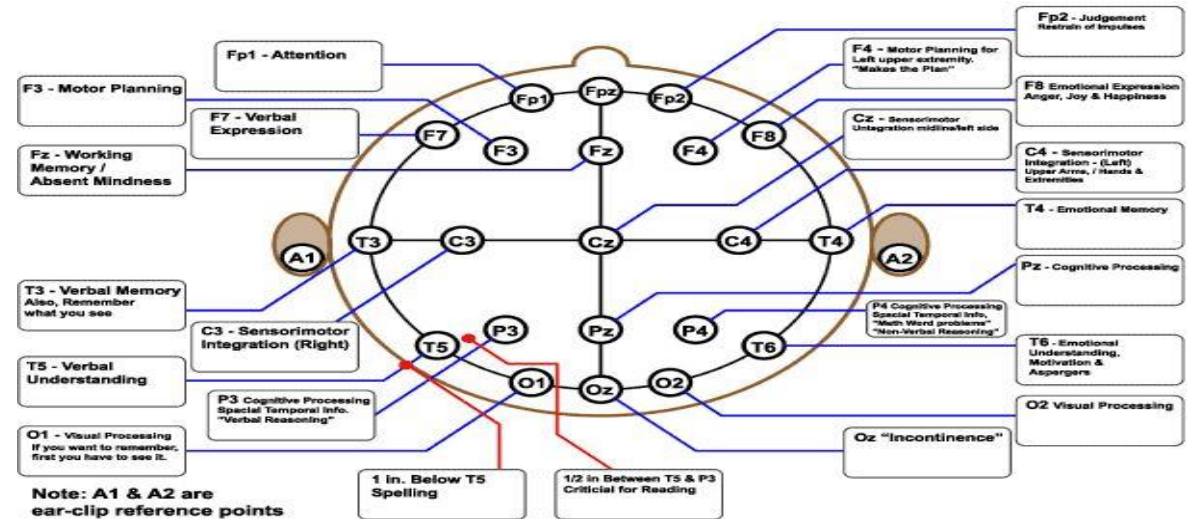 Fp1 - Attention
F3 - Motor Planning
F7 - Verbal
Expression
Fz - Working
Memory /
Absent Mindness
Fp2 - Judgement
Restrain of Impulses
F4 - Motor Planning for
Left upper extremity.
"Makes the Plan"
F8 Emotional Expression
Anger, Joy & Happiness
Cz - Sensorimotor
Untagration midline/left side
C4 - Sensorimotor
Integration - (Left)
Upper Arms, / Hands &
Extremities
T4 - Emotional Memory
Pz - Cognitive Processing
Fp1
Fpz
Fp2
F7
F3
Fz
F4
F8
A1
T3
C3
Cz
C4
T4
A2
T5
P3
Pz
P4
T6
O1
Oz
O2
T3 - Verbal Memory
Also, Remember
what you see
C3 - Sensorimotor
Integration (Right)
T5 - Verbal
Understanding
P3 Cognitive Processing
Special Temporal Info.
"Verbal Reasoning"
O1 - Visual Processing
If you want to remember,
first you have to see it.
P4 Cognitive Processing
Special Temporal Info,
"Math Word problems"
"Non-Verbal Reasoning"
T6 - Emotional
Understanding,
Motivation &
Aspergers
O2 Visual Processing
Oz "Incontinence"
1 in. Below T5
Spelling
1/2 in Between T5 & P3
Criticial for Reading
Note: A1 & A2 are
ear-clip reference points